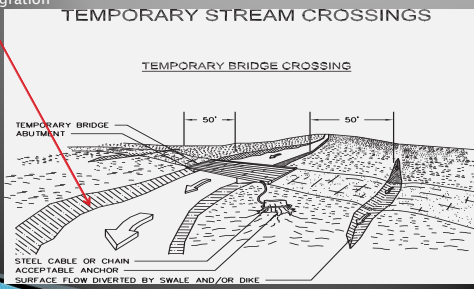 gration
TEMPORARY STREAM CROSSINGS
TEMPORARY BRIDGE CROSSING
50'
50'
TEMPORARY BRIDGE
ABUTMENT
STEEL CABLE OR CHAIN
ACCEPTABLE ANCHOR
SURFACE FLOW DIVERTED BY SWALE AND/OR DIKE